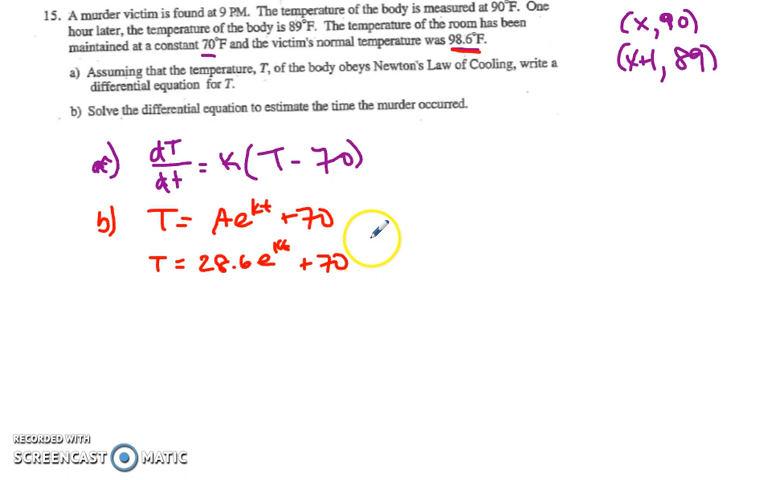 15. A murder victim is found at 9 PM. The temperature of the body is measured at 90°F. One
hour later, the temperature of the body is 89°F. The temperature of the room has been
maintained at a constant 70°F and the victim's normal temperature was 98.6°F.
(x, 90)
(x+1, 89)
a) Assuming that the temperature, T, of the body obeys Newton's Law of Cooling, write a
differential equation for T.
b) Solve the differential equation to estimate the time the murder occurred.
a) dT/dt = k(T - 70)
b) T = Ae^kt + 70
T = 28.6e^kt + 70
RECORDED WITH
SCREENCAST MATIC